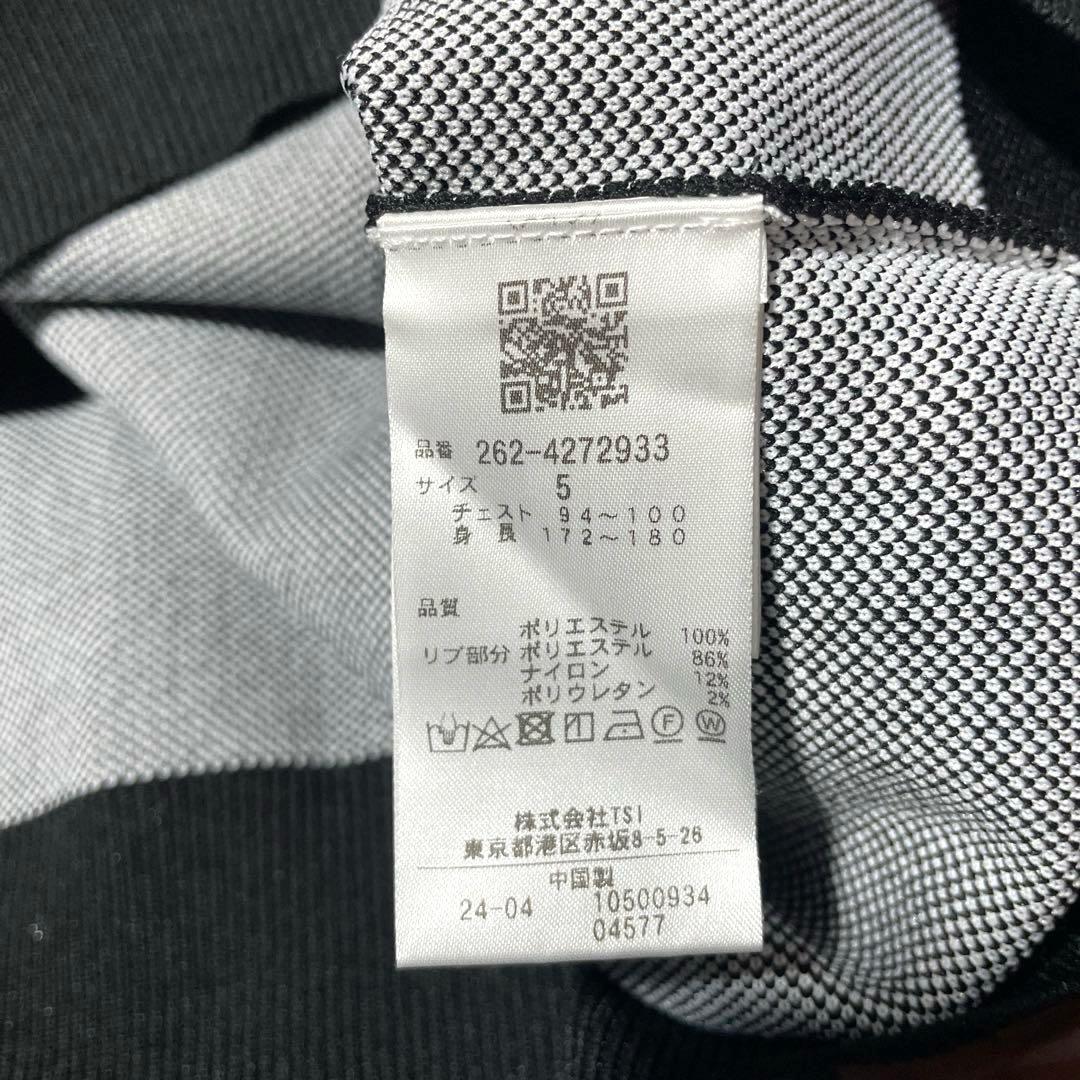 品番 262-4272933
サイズ 5
チェスト 94～100
身長 172～180
品質
ポリエステル 100%
リブ部分 ポリエステル 86%
ナイロン 12%
ポリウレタン 2%
F W
株式会社TSI
東京都港区赤坂8-5-26
中国製
24-04 10500934
04577